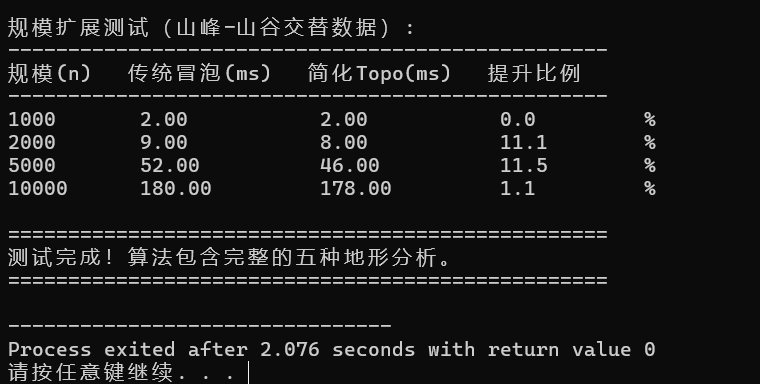 规模扩展测试（山峰-山谷交替数据）:
--------------------------------------------------
规模(n)   传统冒泡(ms)   简化Topo(ms)   提升比例
--------------------------------------------------
1000       2.00           2.00           0.0         %
2000       9.00           8.00           11.1        %
5000       52.00          46.00          11.5        %
10000      180.00         178.00         1.1         %
==================================================
测试完成! 算法包含完整的五种地形分析。
==================================================
--------------------------------
Process exited after 2.076 seconds with return value 0
请按任意键继续. . .